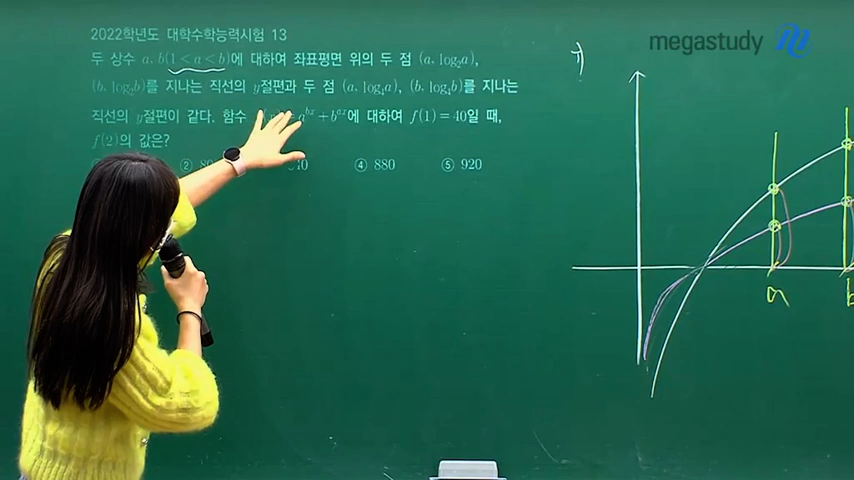 2022학년도 대학수학능력시험 13
megastudy
두 상수 a, b(1<a<b)에 대하여 좌표평면 위의 두 점 (a, log₂a),
(b, log₂b)를 지나는 직선의 y절편과 두 점 (a, log₄a), (b, log₄b)를 지나는
직선의 y절편이 같다. 함수 = a^{bx} + b^{ax}에 대하여 f(1) = 40일 때,
f(2)의 값은?
② ④ 880 ⑤ 920
a
b